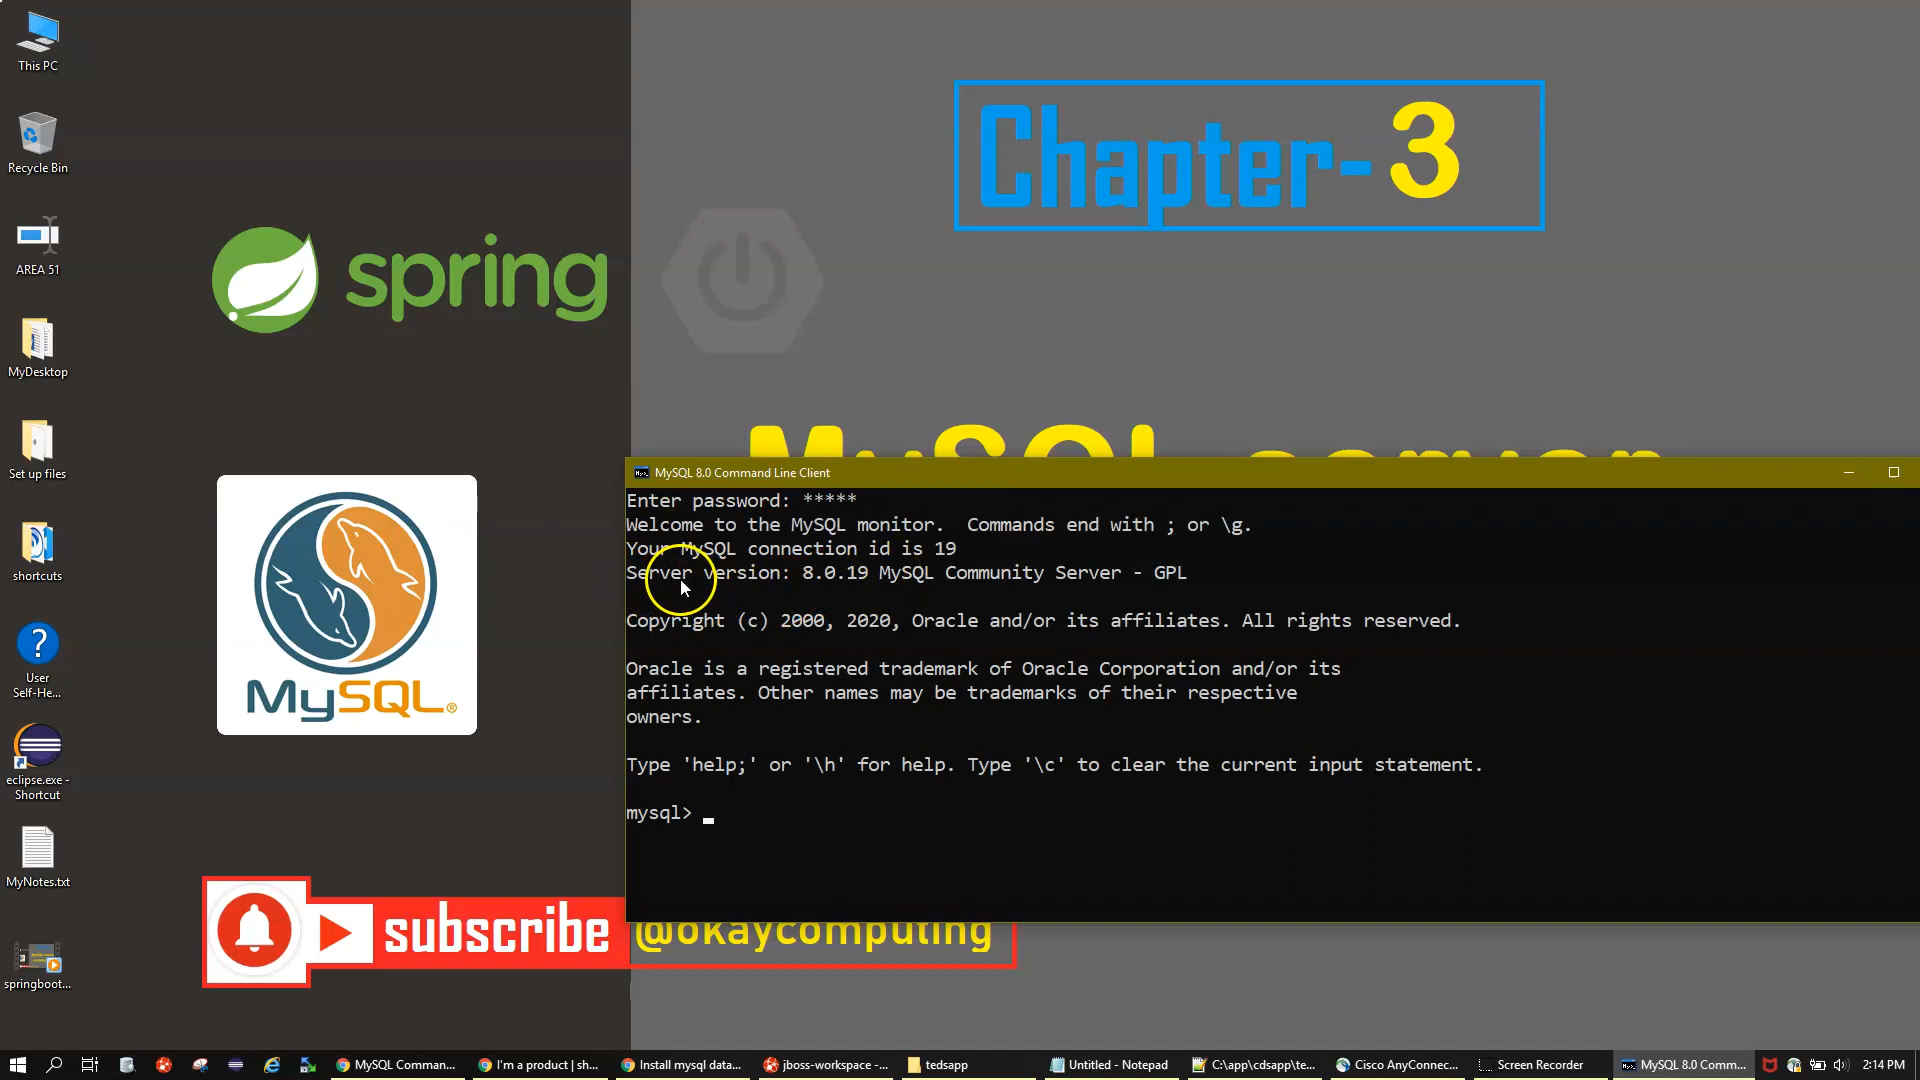 This PC
Recycle Bin
AREA 51
MyDesktop
Set up files
shortcuts
User
Self-He...
eclipse.exe -
Shortcut
MyNotes.txt
springboot...
spring
MySQL®
subscribe
@okaycomputing
Chapter-3
MySQL server
MySQL 8.0 Command Line Client
Enter password: *****
Welcome to the MySQL monitor.  Commands end with ; or \g.
Your MySQL connection id is 19
Server version: 8.0.19 MySQL Community Server - GPL
Copyright (c) 2000, 2020, Oracle and/or its affiliates. All rights reserved.
Oracle is a registered trademark of Oracle Corporation and/or its
affiliates. Other names may be trademarks of their respective
owners.
Type 'help;' or '\h' for help. Type '\c' to clear the current input statement.
mysql> _
MySQL Comman...
I'm a product | sh...
Install mysql data...
jboss-workspace -...
tedsapp
Untitled - Notepad
C:\app\cdsapp\te...
Cisco AnyConnec...
Screen Recorder
MySQL 8.0 Comm...
2:14 PM